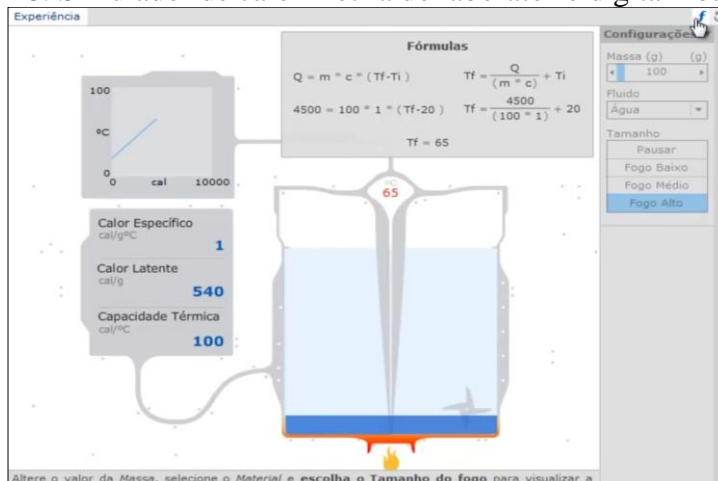 Experiência
f
Configurações
Massa (g) (g)
100
Fluido
Água
Tamanho
Pausar
Fogo Baixo
Fogo Médio
Fogo Alto
Fórmulas
Q = m * c * (Tf-Ti)
Tf = Q / (m * c) + Ti
4500 = 100 * 1 * (Tf-20)
Tf = 4500 / (100 * 1) + 20
Tf = 65
100
ºC
0
0 cal 10000
ºC
65
Calor Específico
cal/gºC
1
Calor Latente
cal/g
540
Capacidade Térmica
cal/ºC
100
Altere o valor da Massa, selecione o Material e escolha o Tamanho do fogo para visualizar a